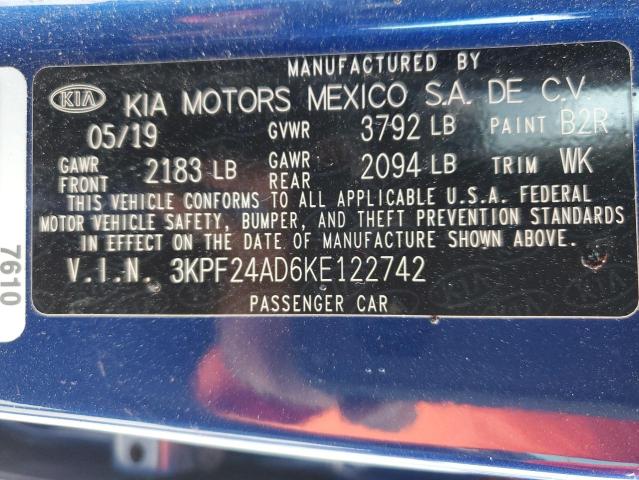 MANUFACTURED BY
KIA KIA MOTORS MEXICO S.A. DE C.V.
05/19 GVWR 3792 LB PAINT B2R
GAWR FRONT 2183 LB GAWR REAR 2094 LB TRIM WK
THIS VEHICLE CONFORMS TO ALL APPLICABLE U.S.A. FEDERAL
MOTOR VEHICLE SAFETY, BUMPER, AND THEFT PREVENTION STANDARDS
IN EFFECT ON THE DATE OF MANUFACTURE SHOWN ABOVE.
V.I.N. 3KPF24AD6KE122742
PASSENGER CAR
7610